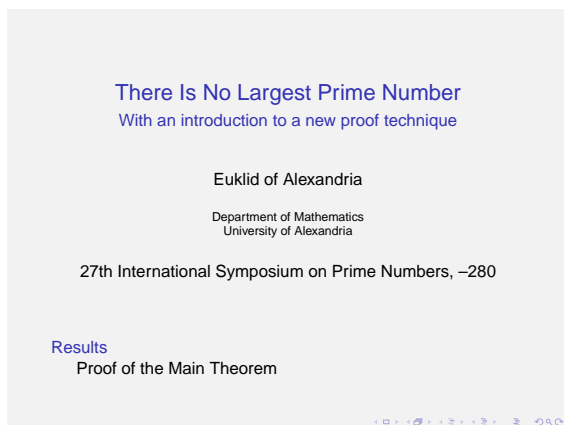 There Is No Largest Prime Number
With an introduction to a new proof technique
Euklid of Alexandria
Department of Mathematics
University of Alexandria
27th International Symposium on Prime Numbers, –280
Results
Proof of the Main Theorem